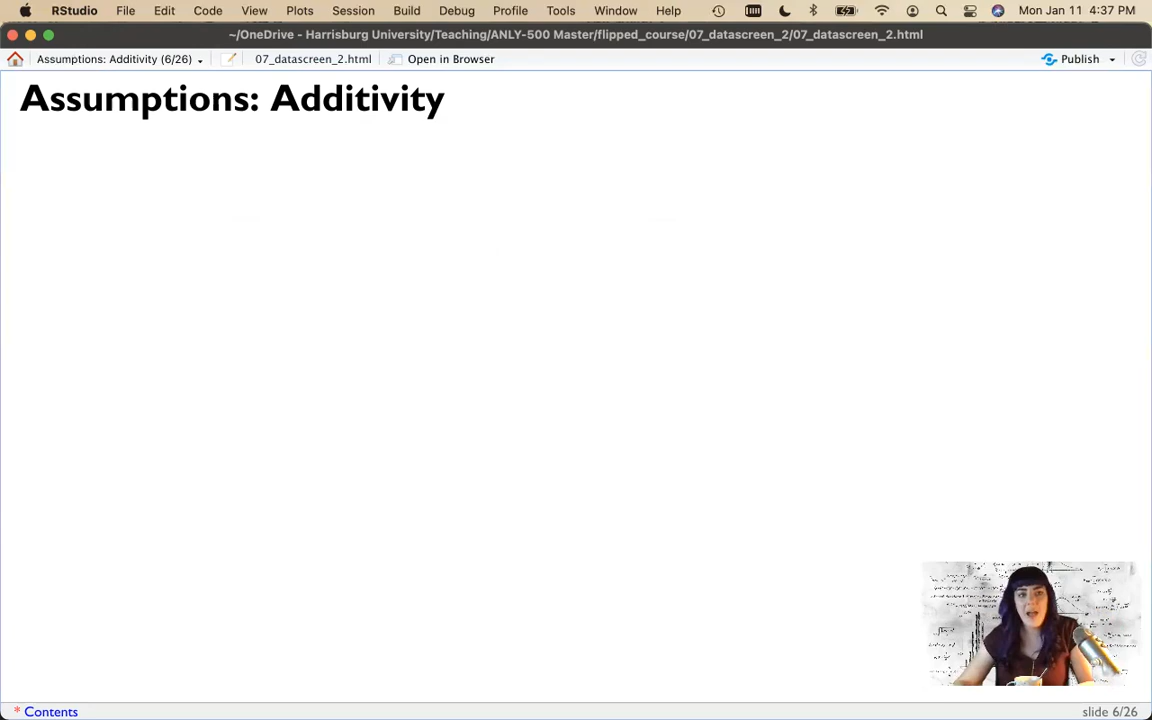 RStudio File Edit Code View Plots Session Build Debug Profile Tools Window Help Mon Jan 11 4:37 PM
~/OneDrive - Harrisburg University/Teaching/ANLY-500 Master/flipped_course/07_datascreen_2/07_datascreen_2.html
Assumptions: Additivity (6/26) 07_datascreen_2.html Open in Browser Publish
Assumptions: Additivity
* Contents slide 6/26